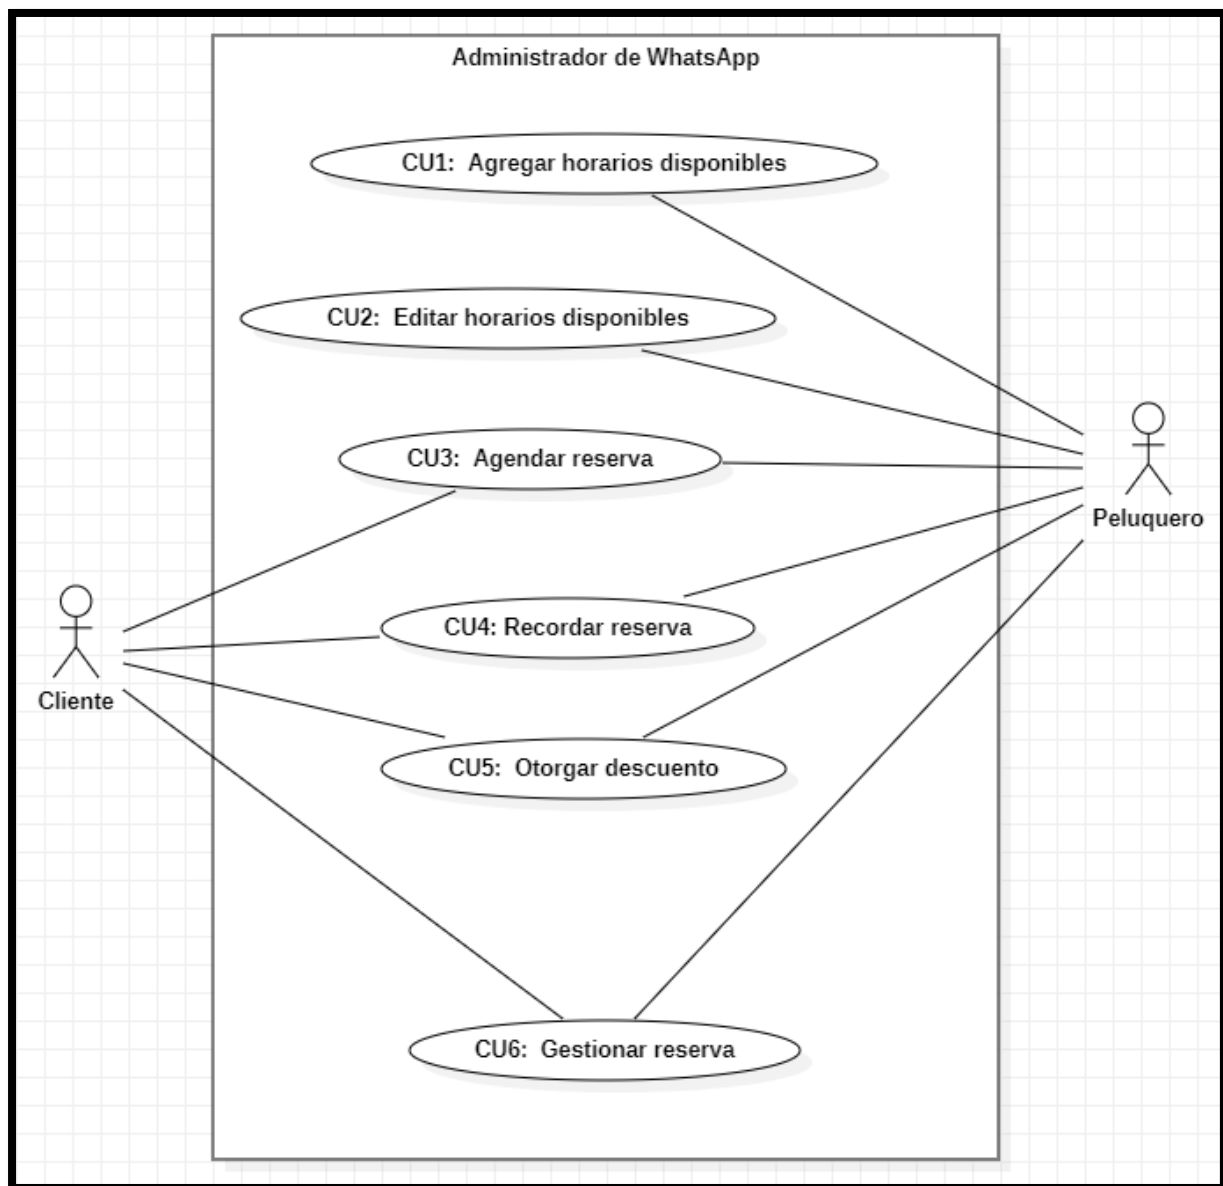 Administrador de WhatsApp
CU1:  Agregar horarios disponibles
CU2:  Editar horarios disponibles
CU3:  Agendar reserva
Peluquero
CU4: Recordar reserva
Cliente
CU5:  Otorgar descuento
CU6:  Gestionar reserva